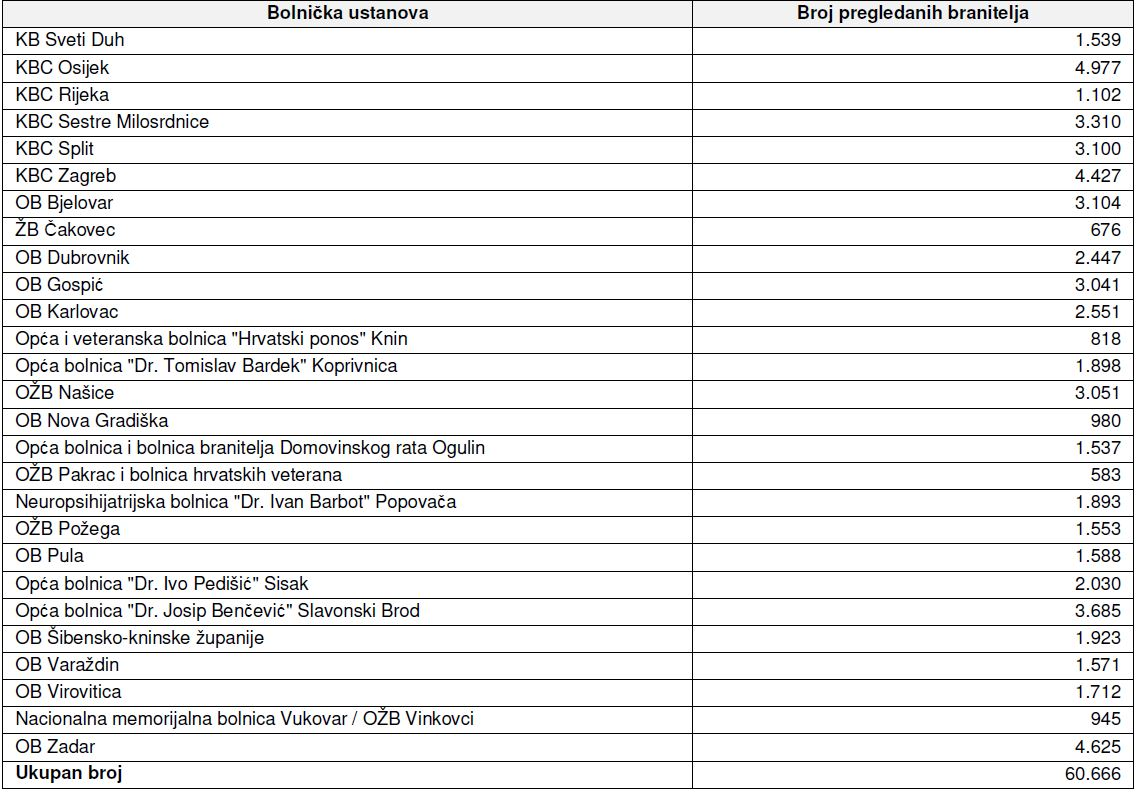 Bolnička ustanova Broj pregledanih branitelja
KB Sveti Duh 1.539
KBC Osijek 4.977
KBC Rijeka 1.102
KBC Sestre Milosrdnice 3.310
KBC Split 3.100
KBC Zagreb 4.427
OB Bjelovar 3.104
ŽB Čakovec 676
OB Dubrovnik 2.447
OB Gospić 3.041
OB Karlovac 2.551
Opća i veteranska bolnica "Hrvatski ponos" Knin 818
Opća bolnica "Dr. Tomislav Bardek" Koprivnica 1.898
OŽB Našice 3.051
OB Nova Gradiška 980
Opća bolnica i bolnica branitelja Domovinskog rata Ogulin 1.537
OŽB Pakrac i bolnica hrvatskih veterana 583
Neuropsihijatrijska bolnica "Dr. Ivan Barbot" Popovača 1.893
OŽB Požega 1.553
OB Pula 1.588
Opća bolnica "Dr. Ivo Pedišić" Sisak 2.030
Opća bolnica "Dr. Josip Benčević" Slavonski Brod 3.685
OB Šibensko-kninske županije 1.923
OB Varaždin 1.571
OB Virovitica 1.712
Nacionalna memorijalna bolnica Vukovar / OŽB Vinkovci 945
OB Zadar 4.625
Ukupan broj 60.666